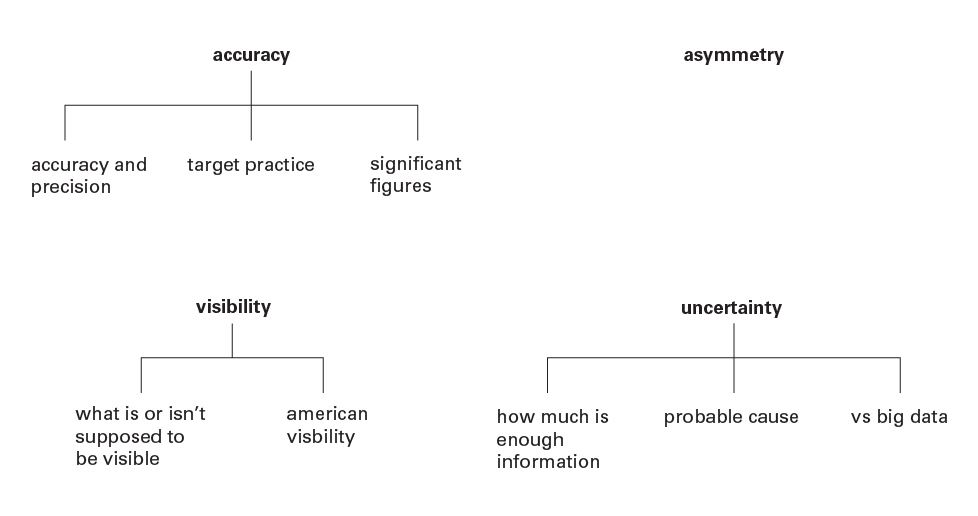 accuracy
asymmetry
accuracy and
precision
target practice
significant
figures
visibility
uncertainty
what is or isn’t
supposed to
be visible
american
visbility
how much is
enough
information
probable cause
vs big data